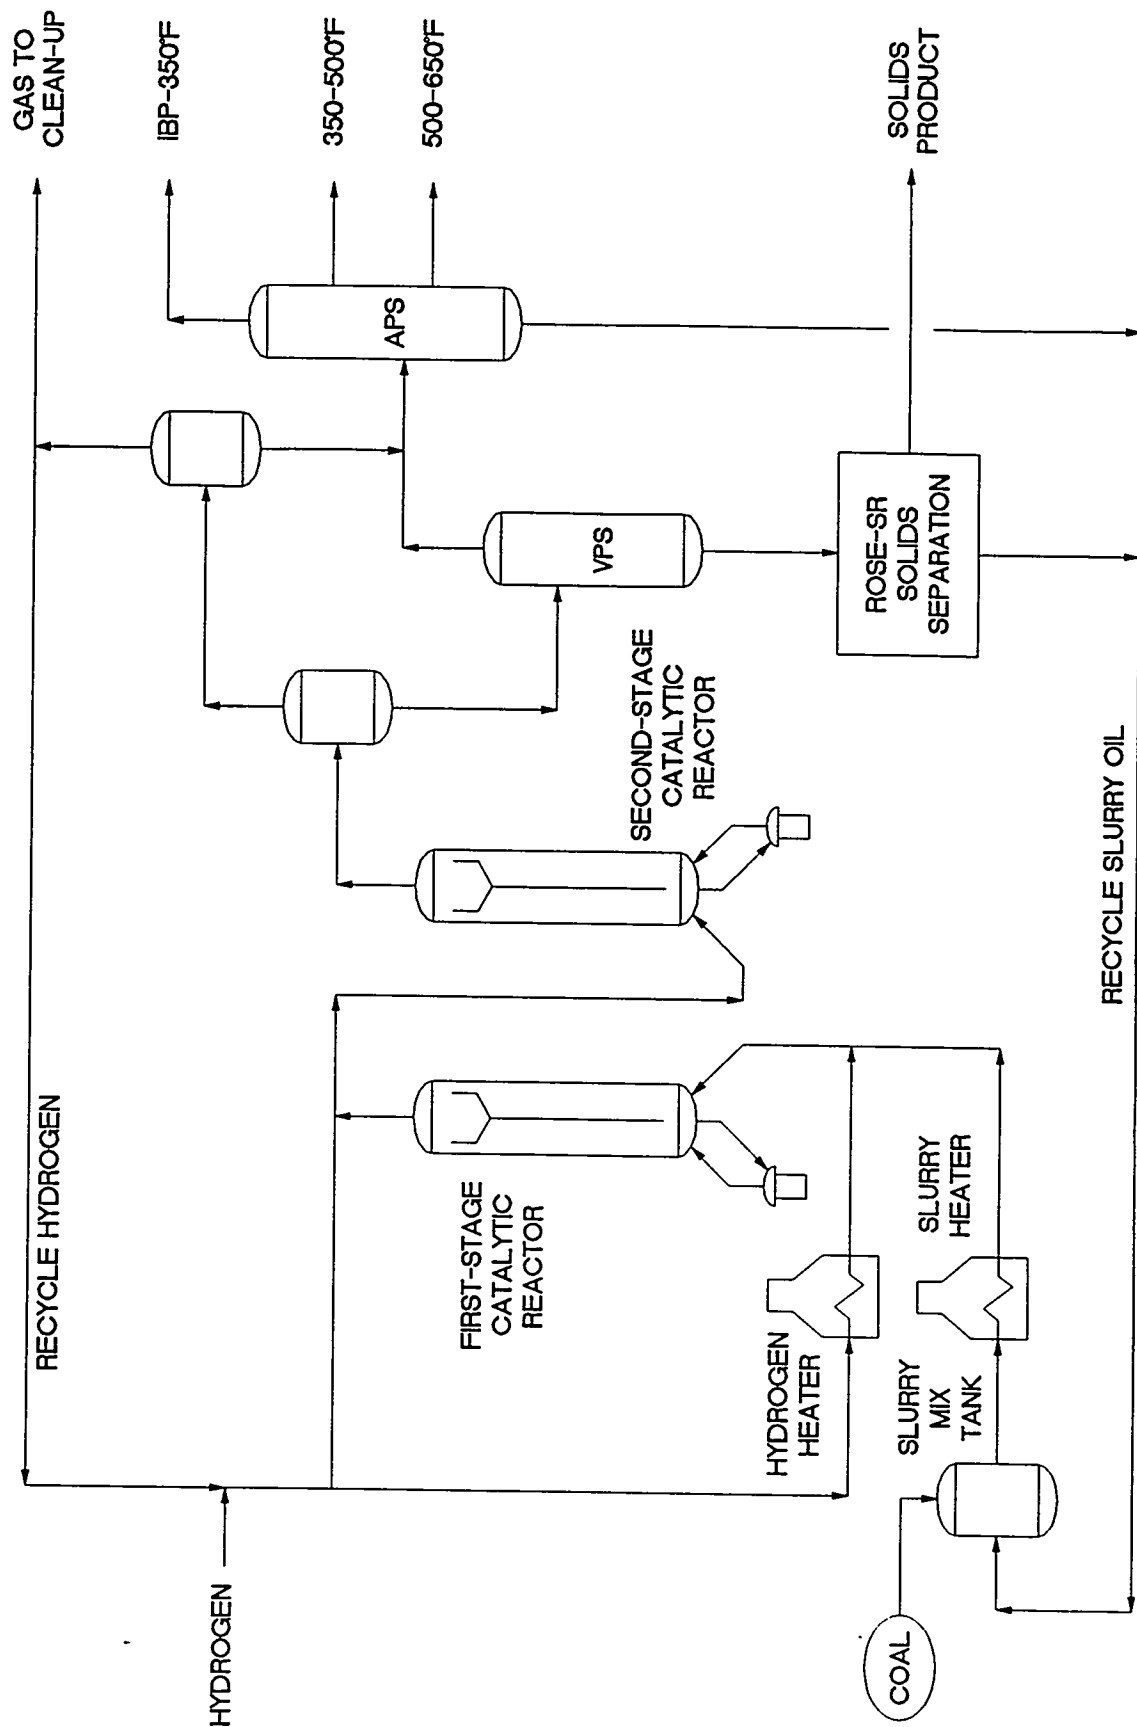 GAS TO
CLEAN-UP
IBP-350°F
350-500°F
500-650°F
SOLIDS
PRODUCT
APS
VPS
ROSE-SR
SOLIDS
SEPARATION
SECOND-STAGE
CATALYTIC
REACTOR
RECYCLE SLURRY OIL
RECYCLE HYDROGEN
FIRST-STAGE
CATALYTIC
REACTOR
HYDROGEN
HEATER
SLURRY
HEATER
SLURRY
MIX
TANK
HYDROGEN
COAL